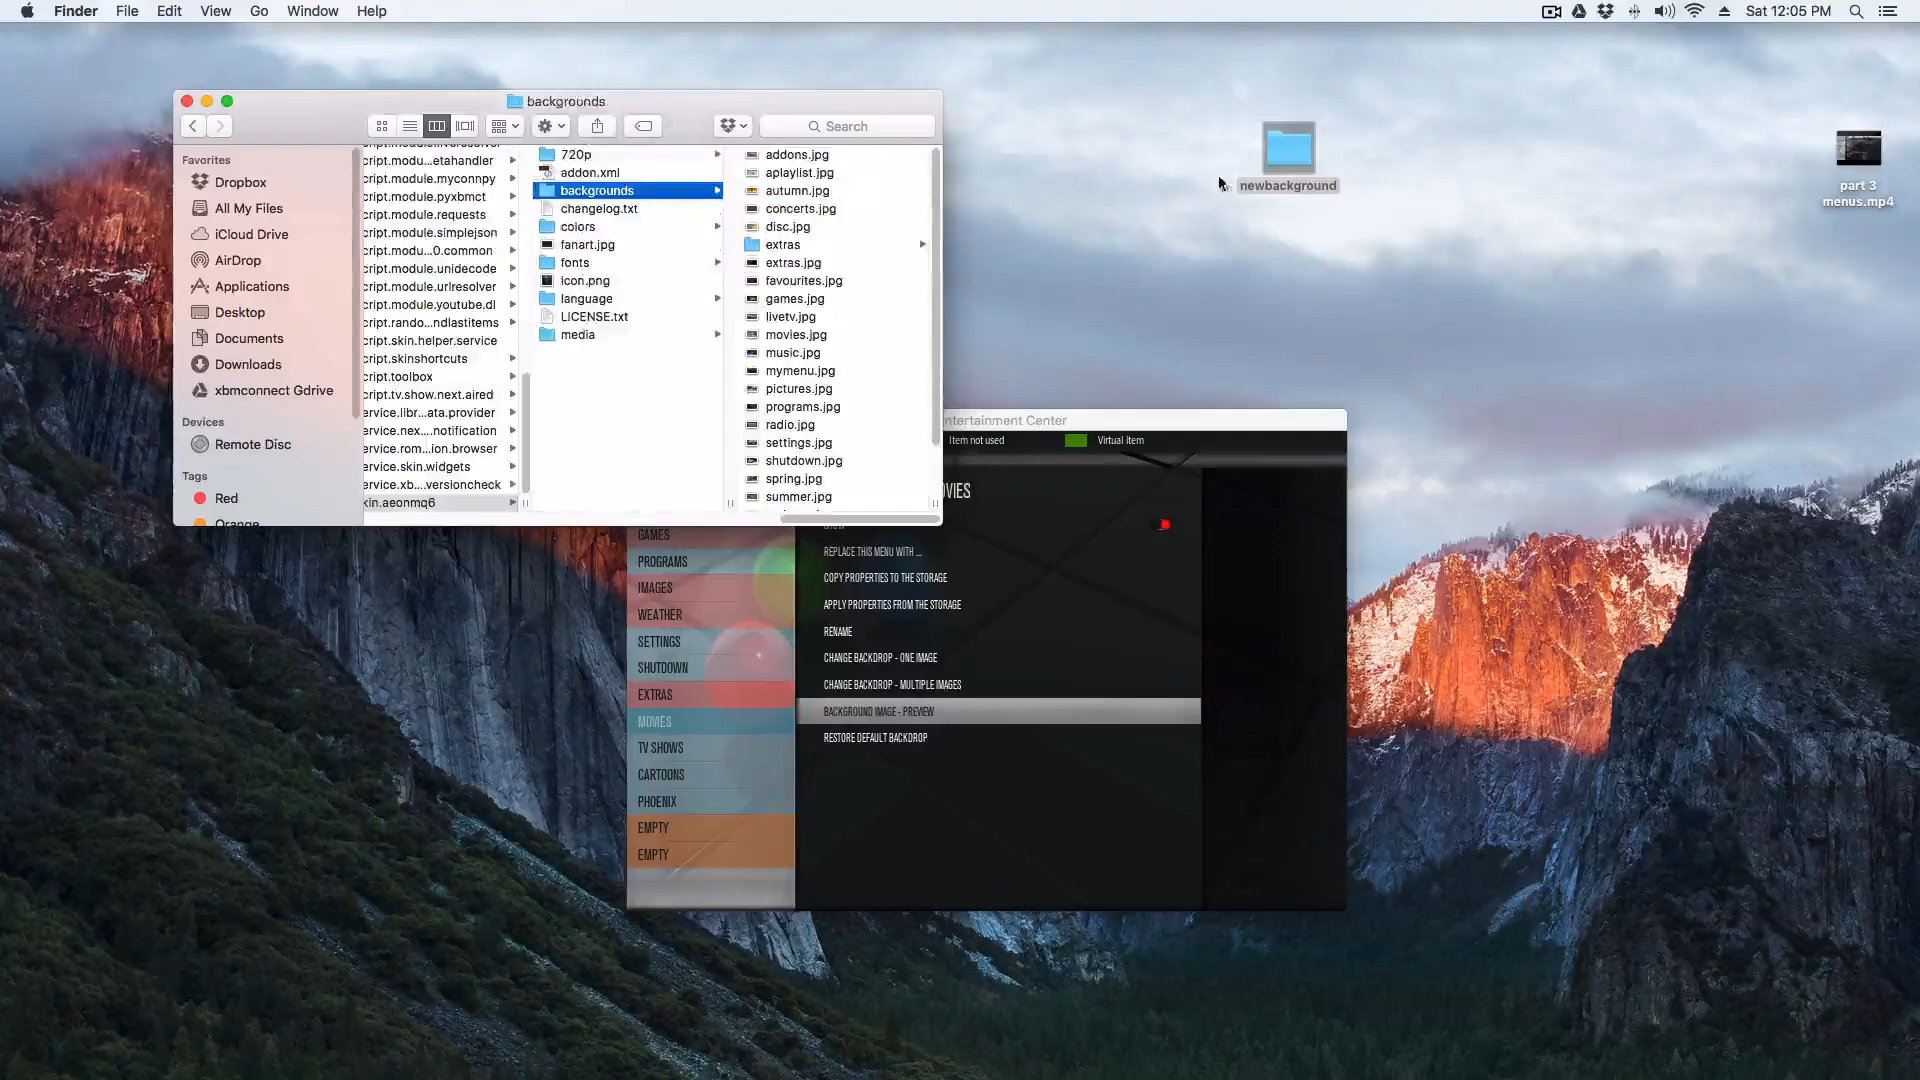 Finder File Edit View Go Window Help
Sat 12:05 PM
backgrounds
Search
Favorites
Dropbox
All My Files
iCloud Drive
AirDrop
Applications
Desktop
Documents
Downloads
xbmconnect Gdrive
Devices
Remote Disc
Tags
Red
Orange
cript.modu...etahandler
cript.module.myconnpy
cript.module.pyxbmct
cript.module.requests
cript.module.simplejson
cript.modu...0.common
cript.module.unidecode
cript.module.urlresolver
cript.module.youtube.dl
cript.rando...ndlastitems
cript.skin.helper.service
cript.skinshortcuts
cript.toolbox
cript.tv.show.next.aired
ervice.libr...ata.provider
ervice.nex...notification
ervice.rom...ion.browser
ervice.skin.widgets
ervice.xb...versioncheck
kin.aeonmq6
720p
addon.xml
backgrounds
changelog.txt
colors
fanart.jpg
fonts
icon.png
language
LICENSE.txt
media
addons.jpg
aplaylist.jpg
autumn.jpg
concerts.jpg
disc.jpg
extras
extras.jpg
favourites.jpg
games.jpg
livetv.jpg
movies.jpg
music.jpg
mymenu.jpg
pictures.jpg
programs.jpg
radio.jpg
settings.jpg
shutdown.jpg
spring.jpg
summer.jpg
newbackground
part 3
menus.mp4
ntertainment Center
Item not used
Virtual item
OVIES
GAMES
PROGRAMS
IMAGES
WEATHER
SETTINGS
SHUTDOWN
EXTRAS
MOVIES
TV SHOWS
CARTOONS
PHOENIX
EMPTY
EMPTY
SHOW
REPLACE THIS MENU WITH ...
COPY PROPERTIES TO THE STORAGE
APPLY PROPERTIES FROM THE STORAGE
RENAME
CHANGE BACKDROP - ONE IMAGE
CHANGE BACKDROP - MULTIPLE IMAGES
BACKGROUND IMAGE - PREVIEW
RESTORE DEFAULT BACKDROP